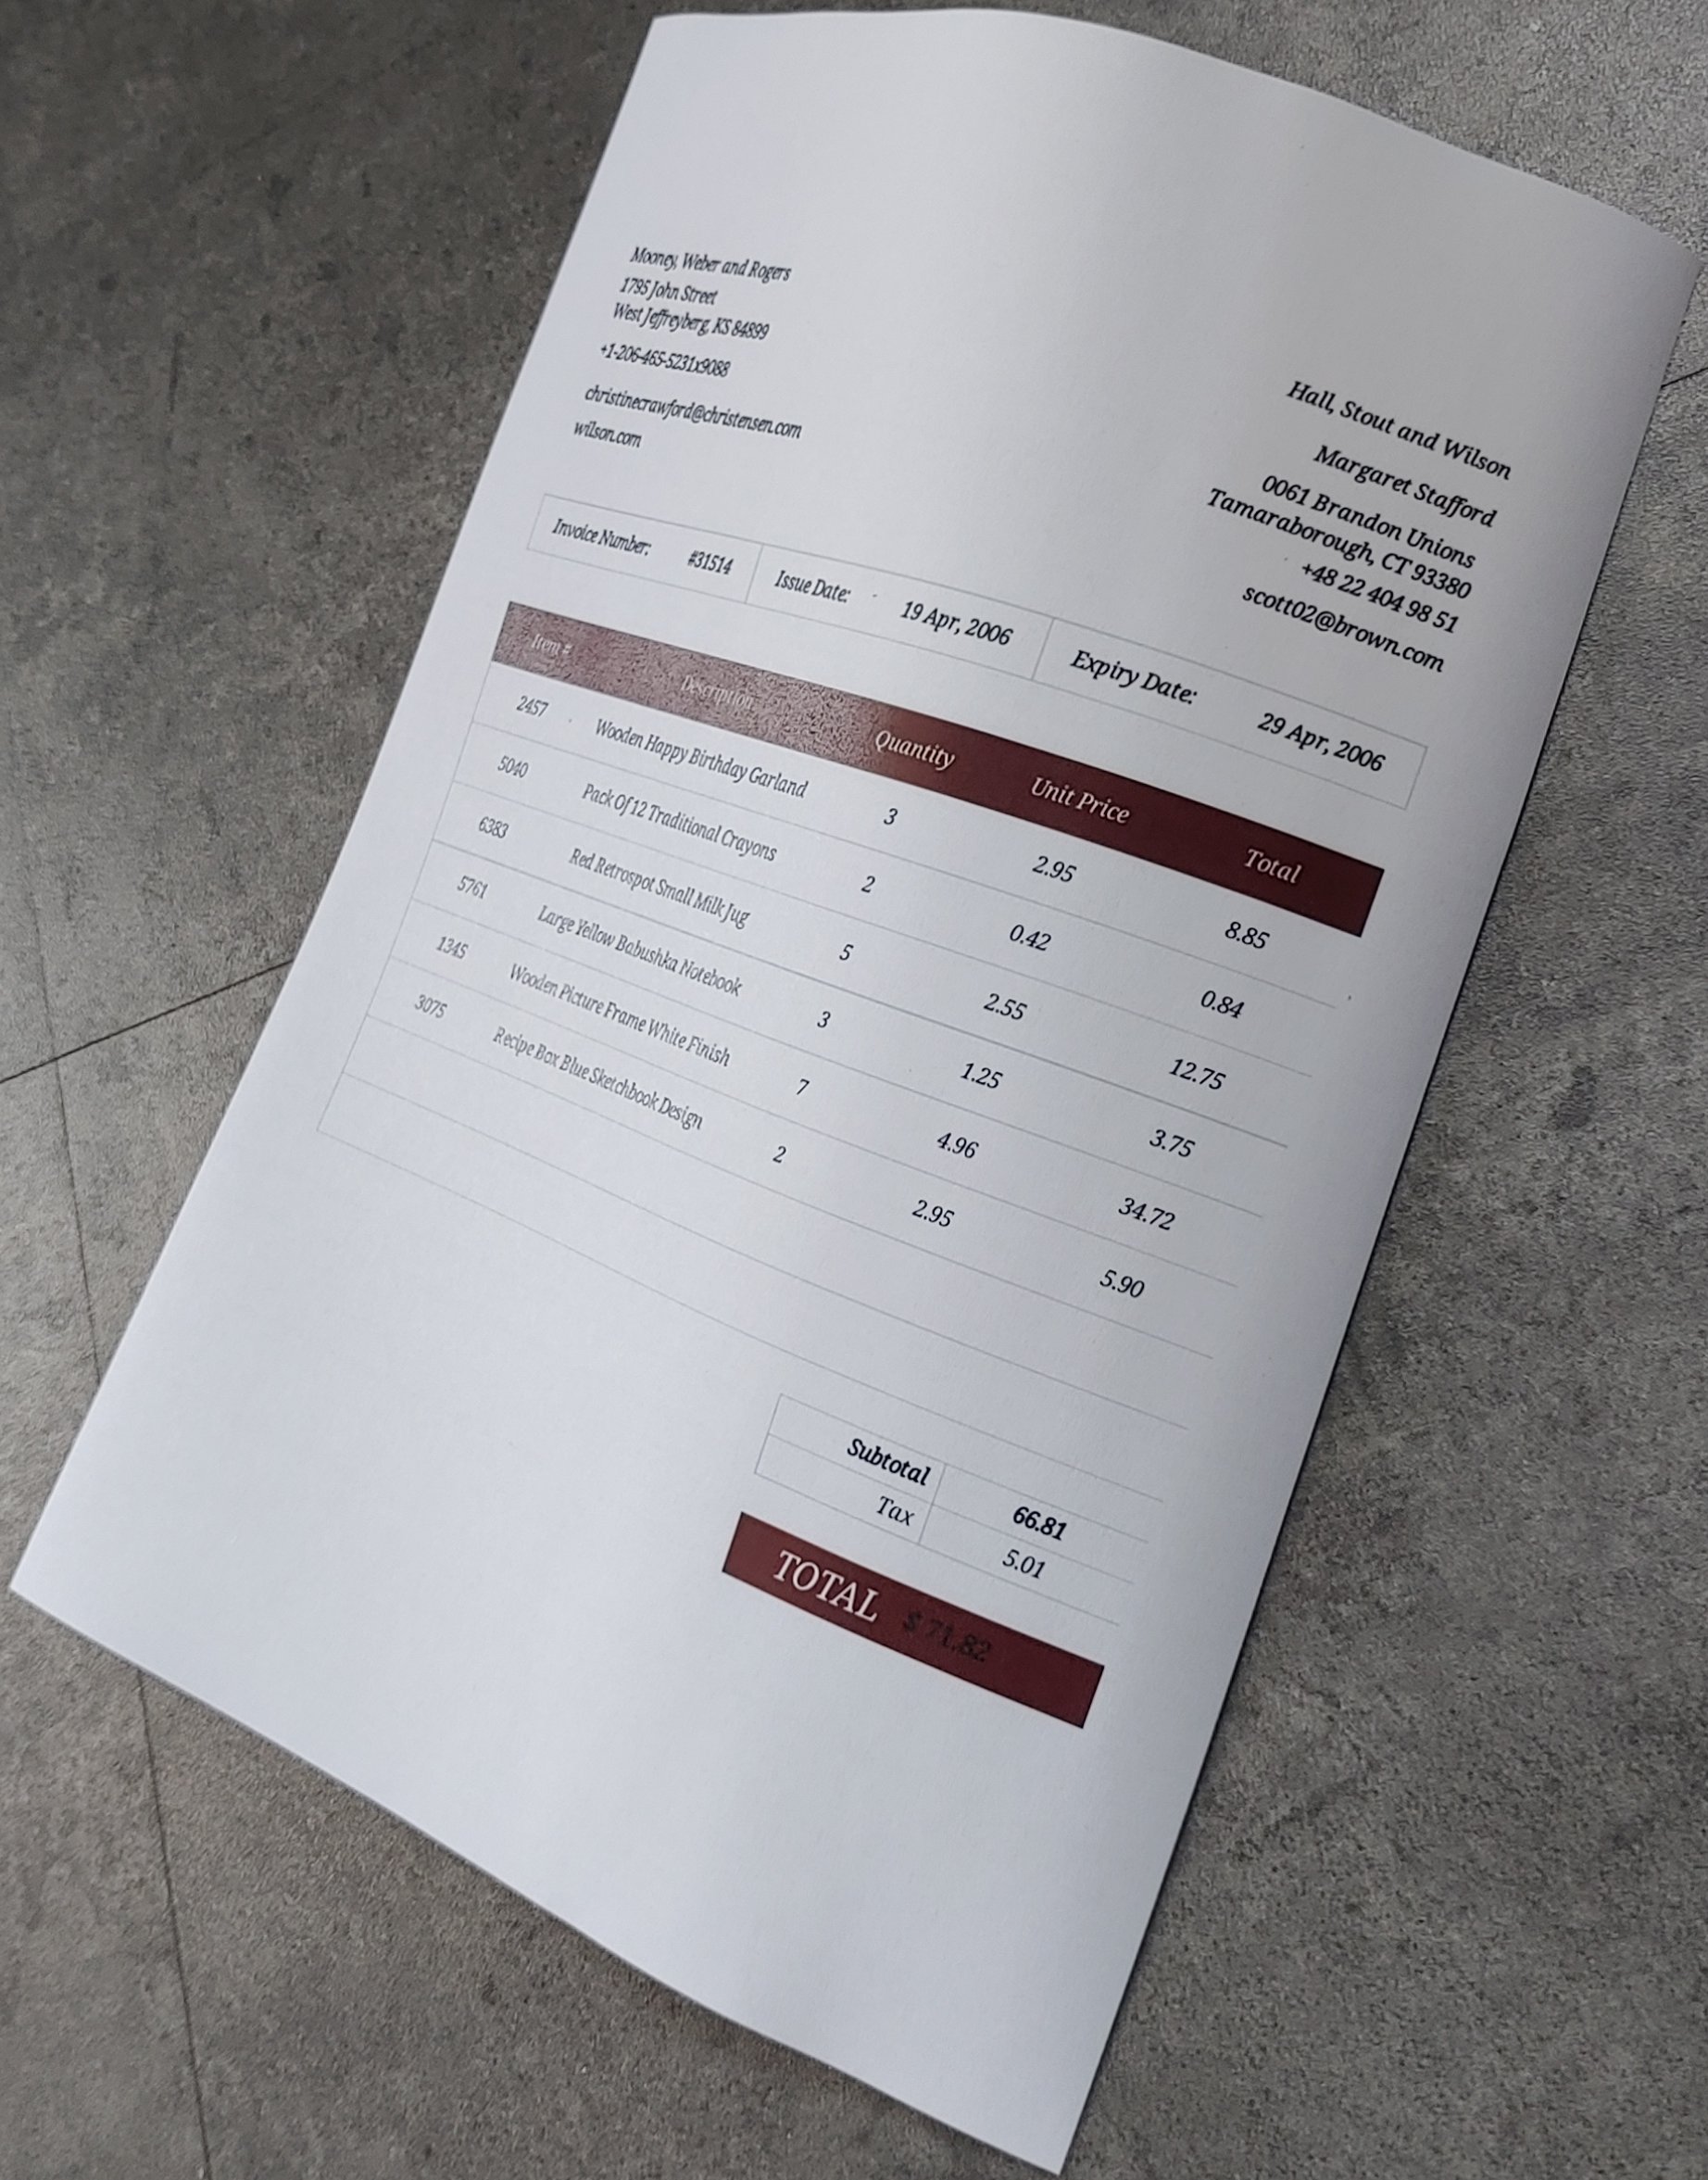 Mooney, Weber and Rogers
1795 John Street
West Jeffreyberg, KS 84899
+1-206-465-5231x9088
christinecrawford@christensen.com
wilson.com
Hall, Stout and Wilson
Margaret Stafford
0061 Brandon Unions
Tamaraborough, CT 93380
+48 22 404 98 51
scott02@brown.com
Invoice Number: #31514 Issue Date: 19 Apr, 2006 Expiry Date: 29 Apr, 2006
Item # Description Quantity Unit Price Total
2457 Wooden Happy Birthday Garland 3 2.95 8.85
5040 Pack Of 12 Traditional Crayons 2 0.42 0.84
6383 Red Retrospot Small Milk Jug 5 2.55 12.75
5761 Large Yellow Babushka Notebook 3 1.25 3.75
1345 Wooden Picture Frame White Finish 7 4.96 34.72
3075 Recipe Box Blue Sketchbook Design 2 2.95 5.90
Subtotal 66.81
Tax 5.01
TOTAL $ 71.82